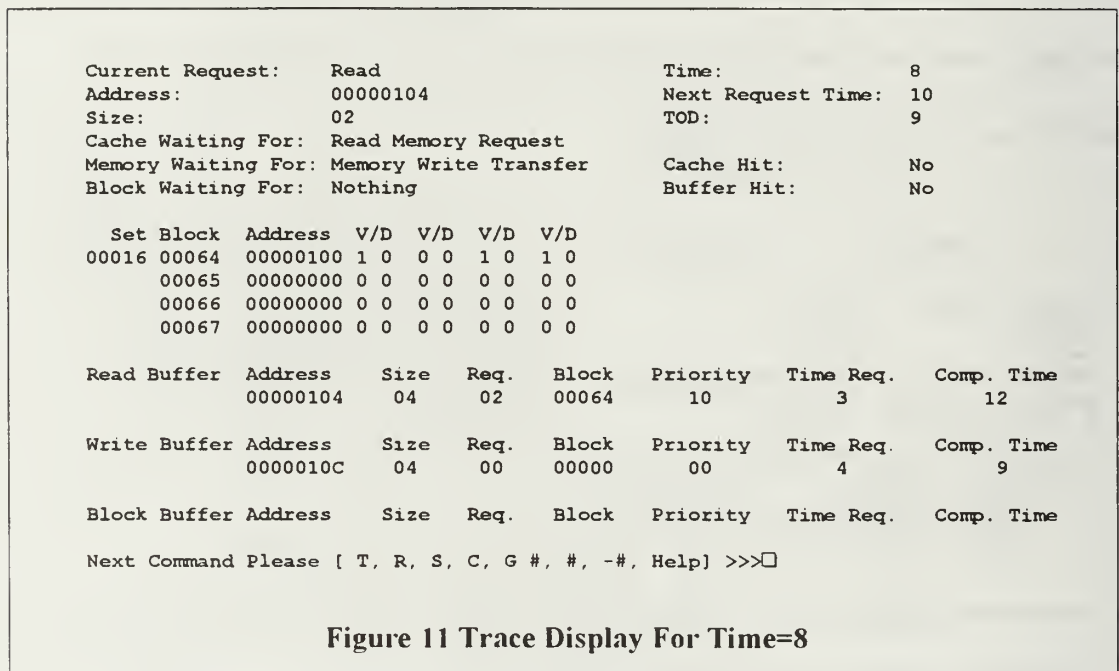 Current Request: Read Time: 8
Address: 00000104 Next Request Time: 10
Size: 02 TOD: 9
Cache Waiting For: Read Memory Request
Memory Waiting For: Memory Write Transfer Cache Hit: No
Block Waiting For: Nothing Buffer Hit: No
Set Block Address V/D V/D V/D V/D
00016 00064 00000100 1 0 0 0 1 0 1 0
00065 00000000 0 0 0 0 0 0 0 0
00066 00000000 0 0 0 0 0 0 0 0
00067 00000000 0 0 0 0 0 0 0 0
Read Buffer Address Size Req. Block Priority Time Req. Comp. Time
00000104 04 02 00064 10 3 12
Write Buffer Address Size Req. Block Priority Time Req. Comp. Time
0000010C 04 00 00000 00 4 9
Block Buffer Address Size Req. Block Priority Time Req. Comp. Time
Next Command Please [ T, R, S, C, G #, #, -#, Help] >>>
Figure 11 Trace Display For Time=8